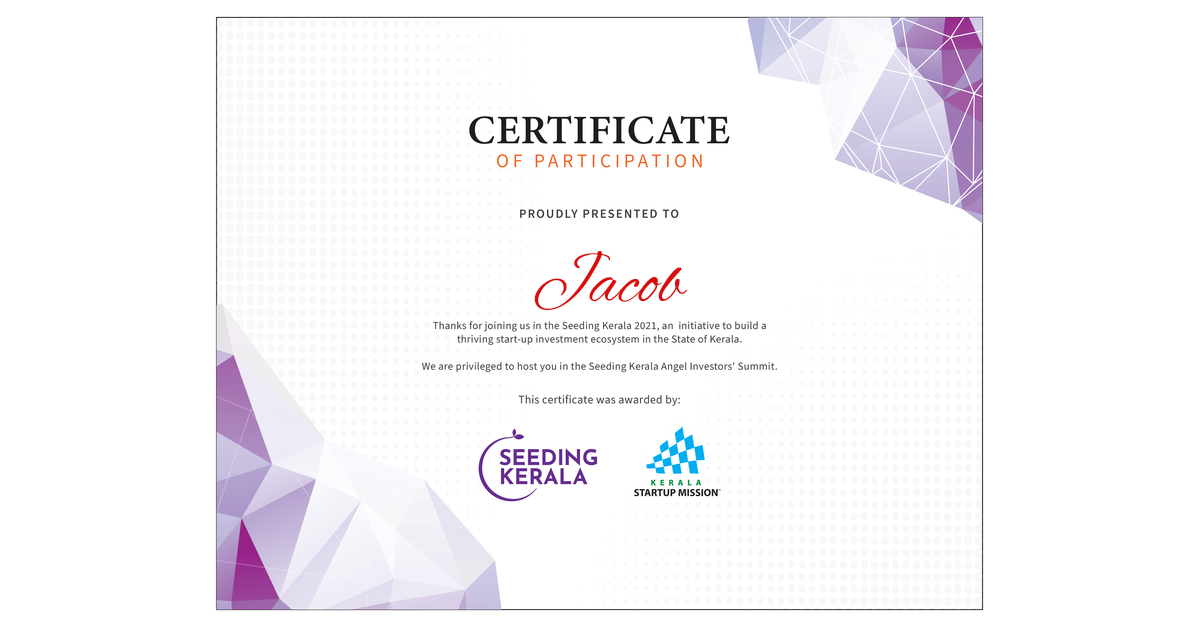 CERTIFICATE
OF PARTICIPATION
PROUDLY PRESENTED TO
Jacob
Thanks for joining us in the Seeding Kerala 2021, an initiative to build a
thriving start-up investment ecosystem in the State of Kerala.
We are privileged to host you in the Seeding Kerala Angel Investors' Summit.
This certificate was awarded by:
SEEDING
KERALA
KERALA
STARTUP MISSION